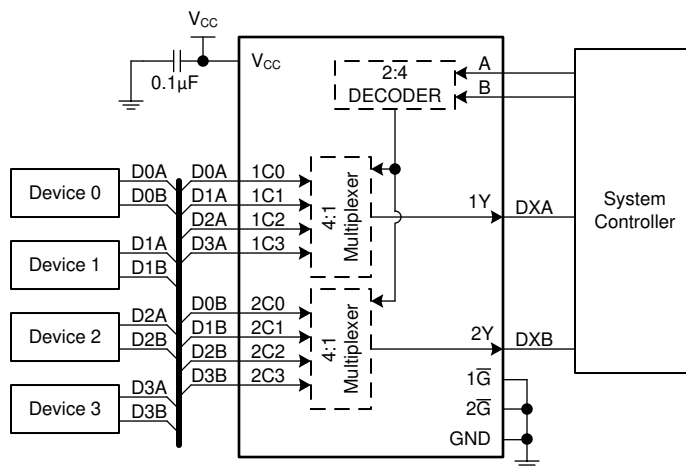 VCC
0.1µF
VCC
2:4
DECODER
A
B
System
Controller
Device 0
D0A
D0B
Device 1
D1A
D1B
Device 2
D2A
D2B
Device 3
D3A
D3B
D0A 1C0
D1A 1C1
D2A 1C2
D3A 1C3
4:1
Multiplexer
1Y DXA
D0B 2C0
D1B 2C1
D2B 2C2
D3B 2C3
4:1
Multiplexer
2Y DXB
1G̅
2G̅
GND